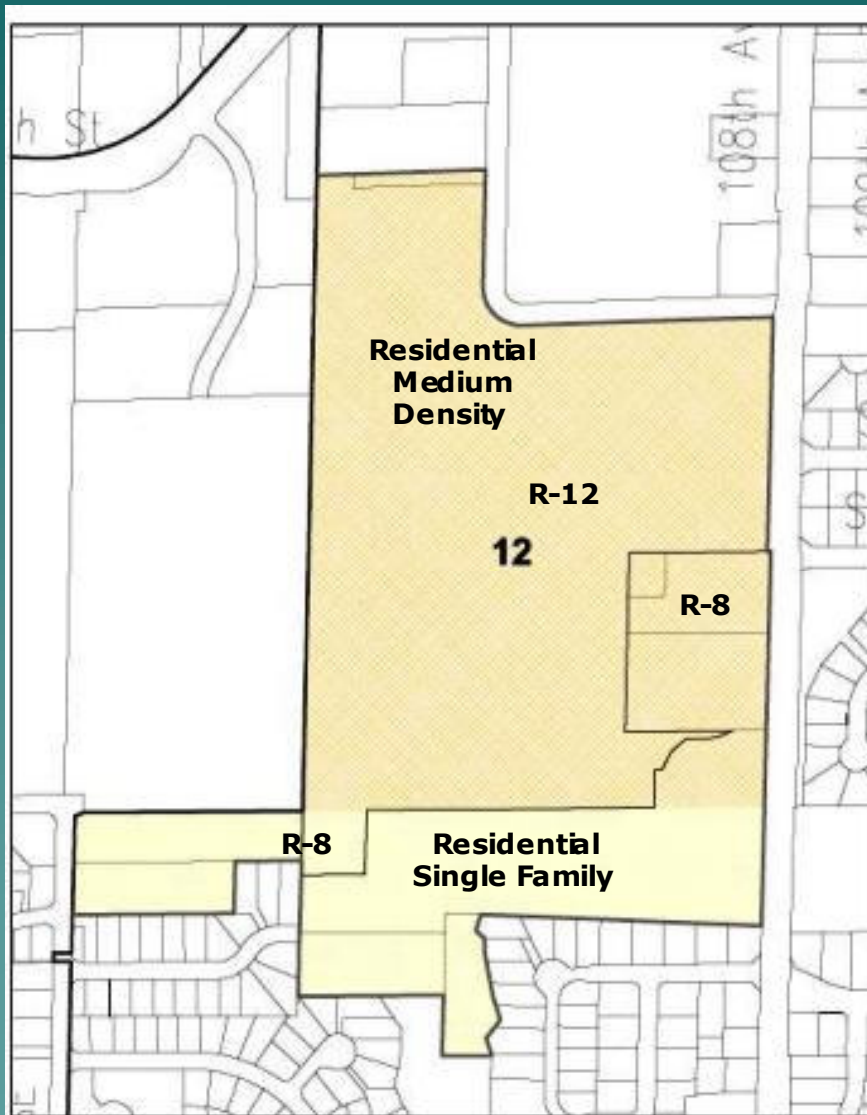 h St
108th Av
Residential
Medium
Density
R-12
12
R-8
R-8
Residential
Single Family